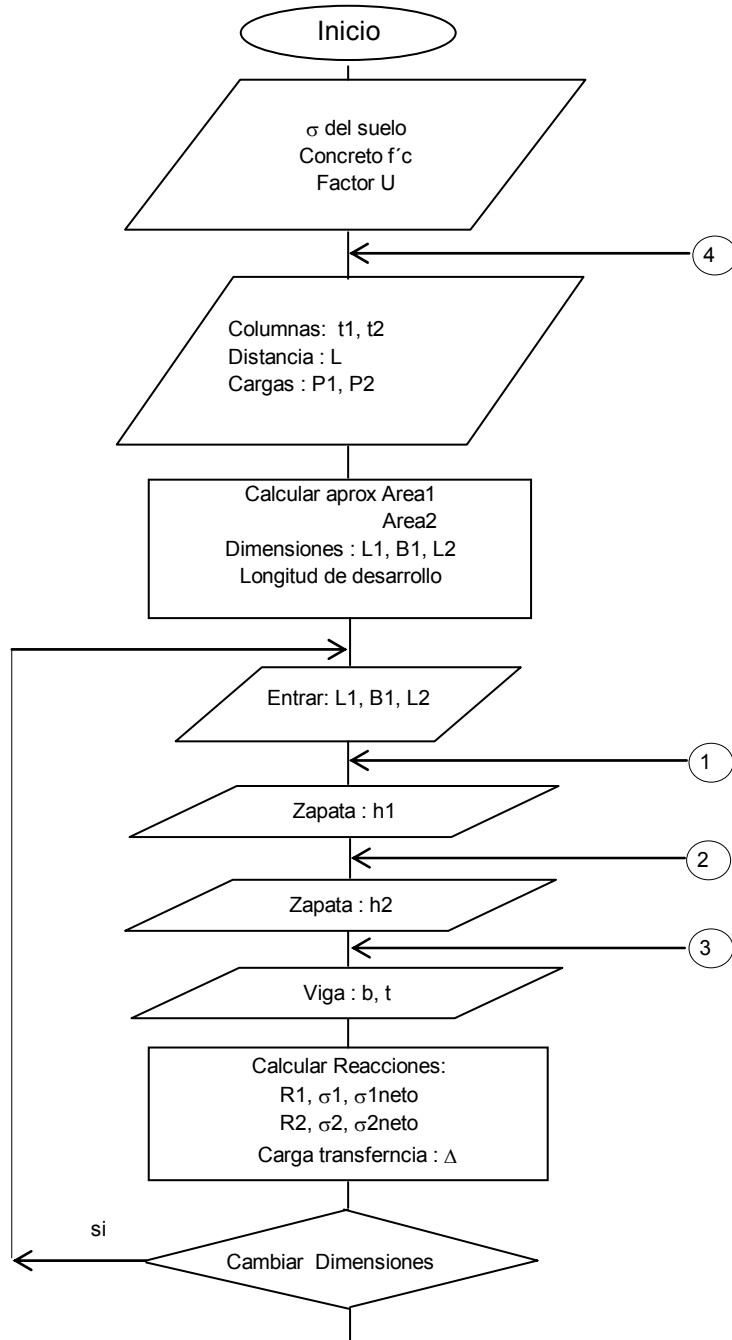 Inicio
σ del suelo
Concreto f´c
Factor U
4
Columnas: t1, t2
Distancia : L
Cargas : P1, P2
Calcular aprox Area1
Area2
Dimensiones : L1, B1, L2
Longitud de desarrollo
Entrar: L1, B1, L2
1
Zapata : h1
2
Zapata : h2
3
Viga : b, t
Calcular Reacciones:
R1, σ1, σ1neto
R2, σ2, σ2neto
Carga transferncia : Δ
si
Cambiar Dimensiones